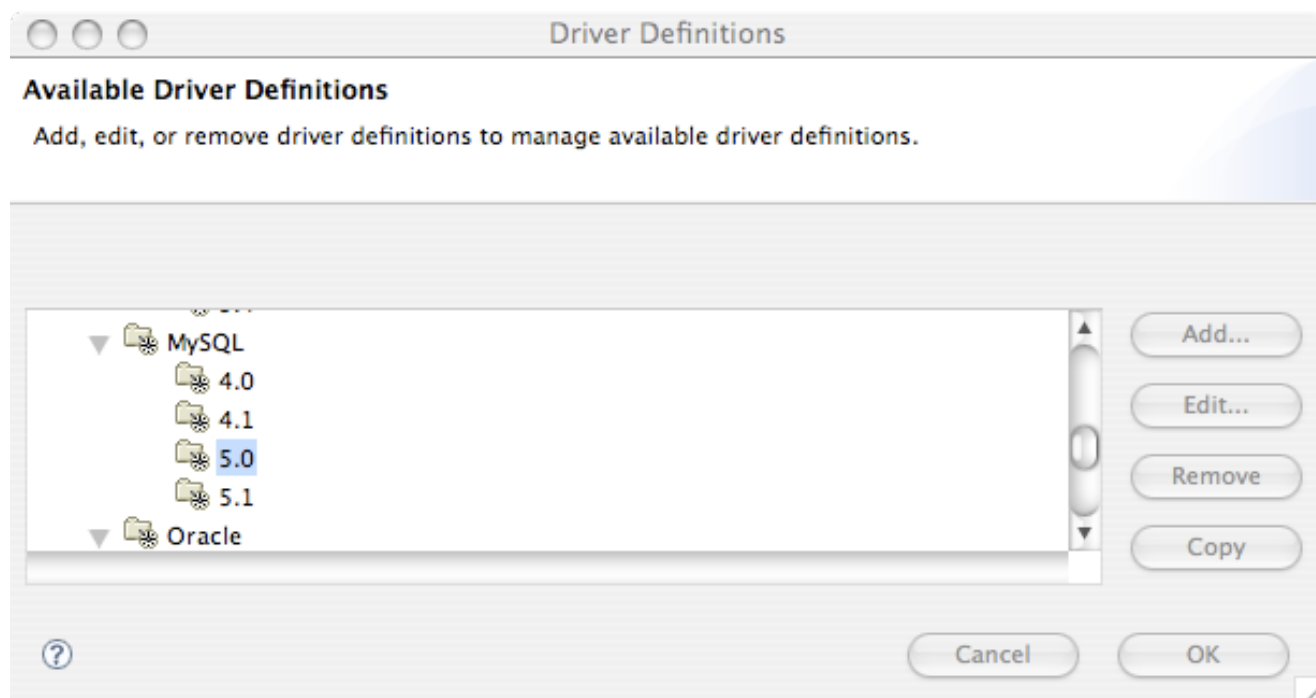 Driver Definitions
Available Driver Definitions
Add, edit, or remove driver definitions to manage available driver definitions.
MySQL
4.0
4.1
5.0
5.1
Oracle
Add...
Edit...
Remove
Copy
?
Cancel
OK